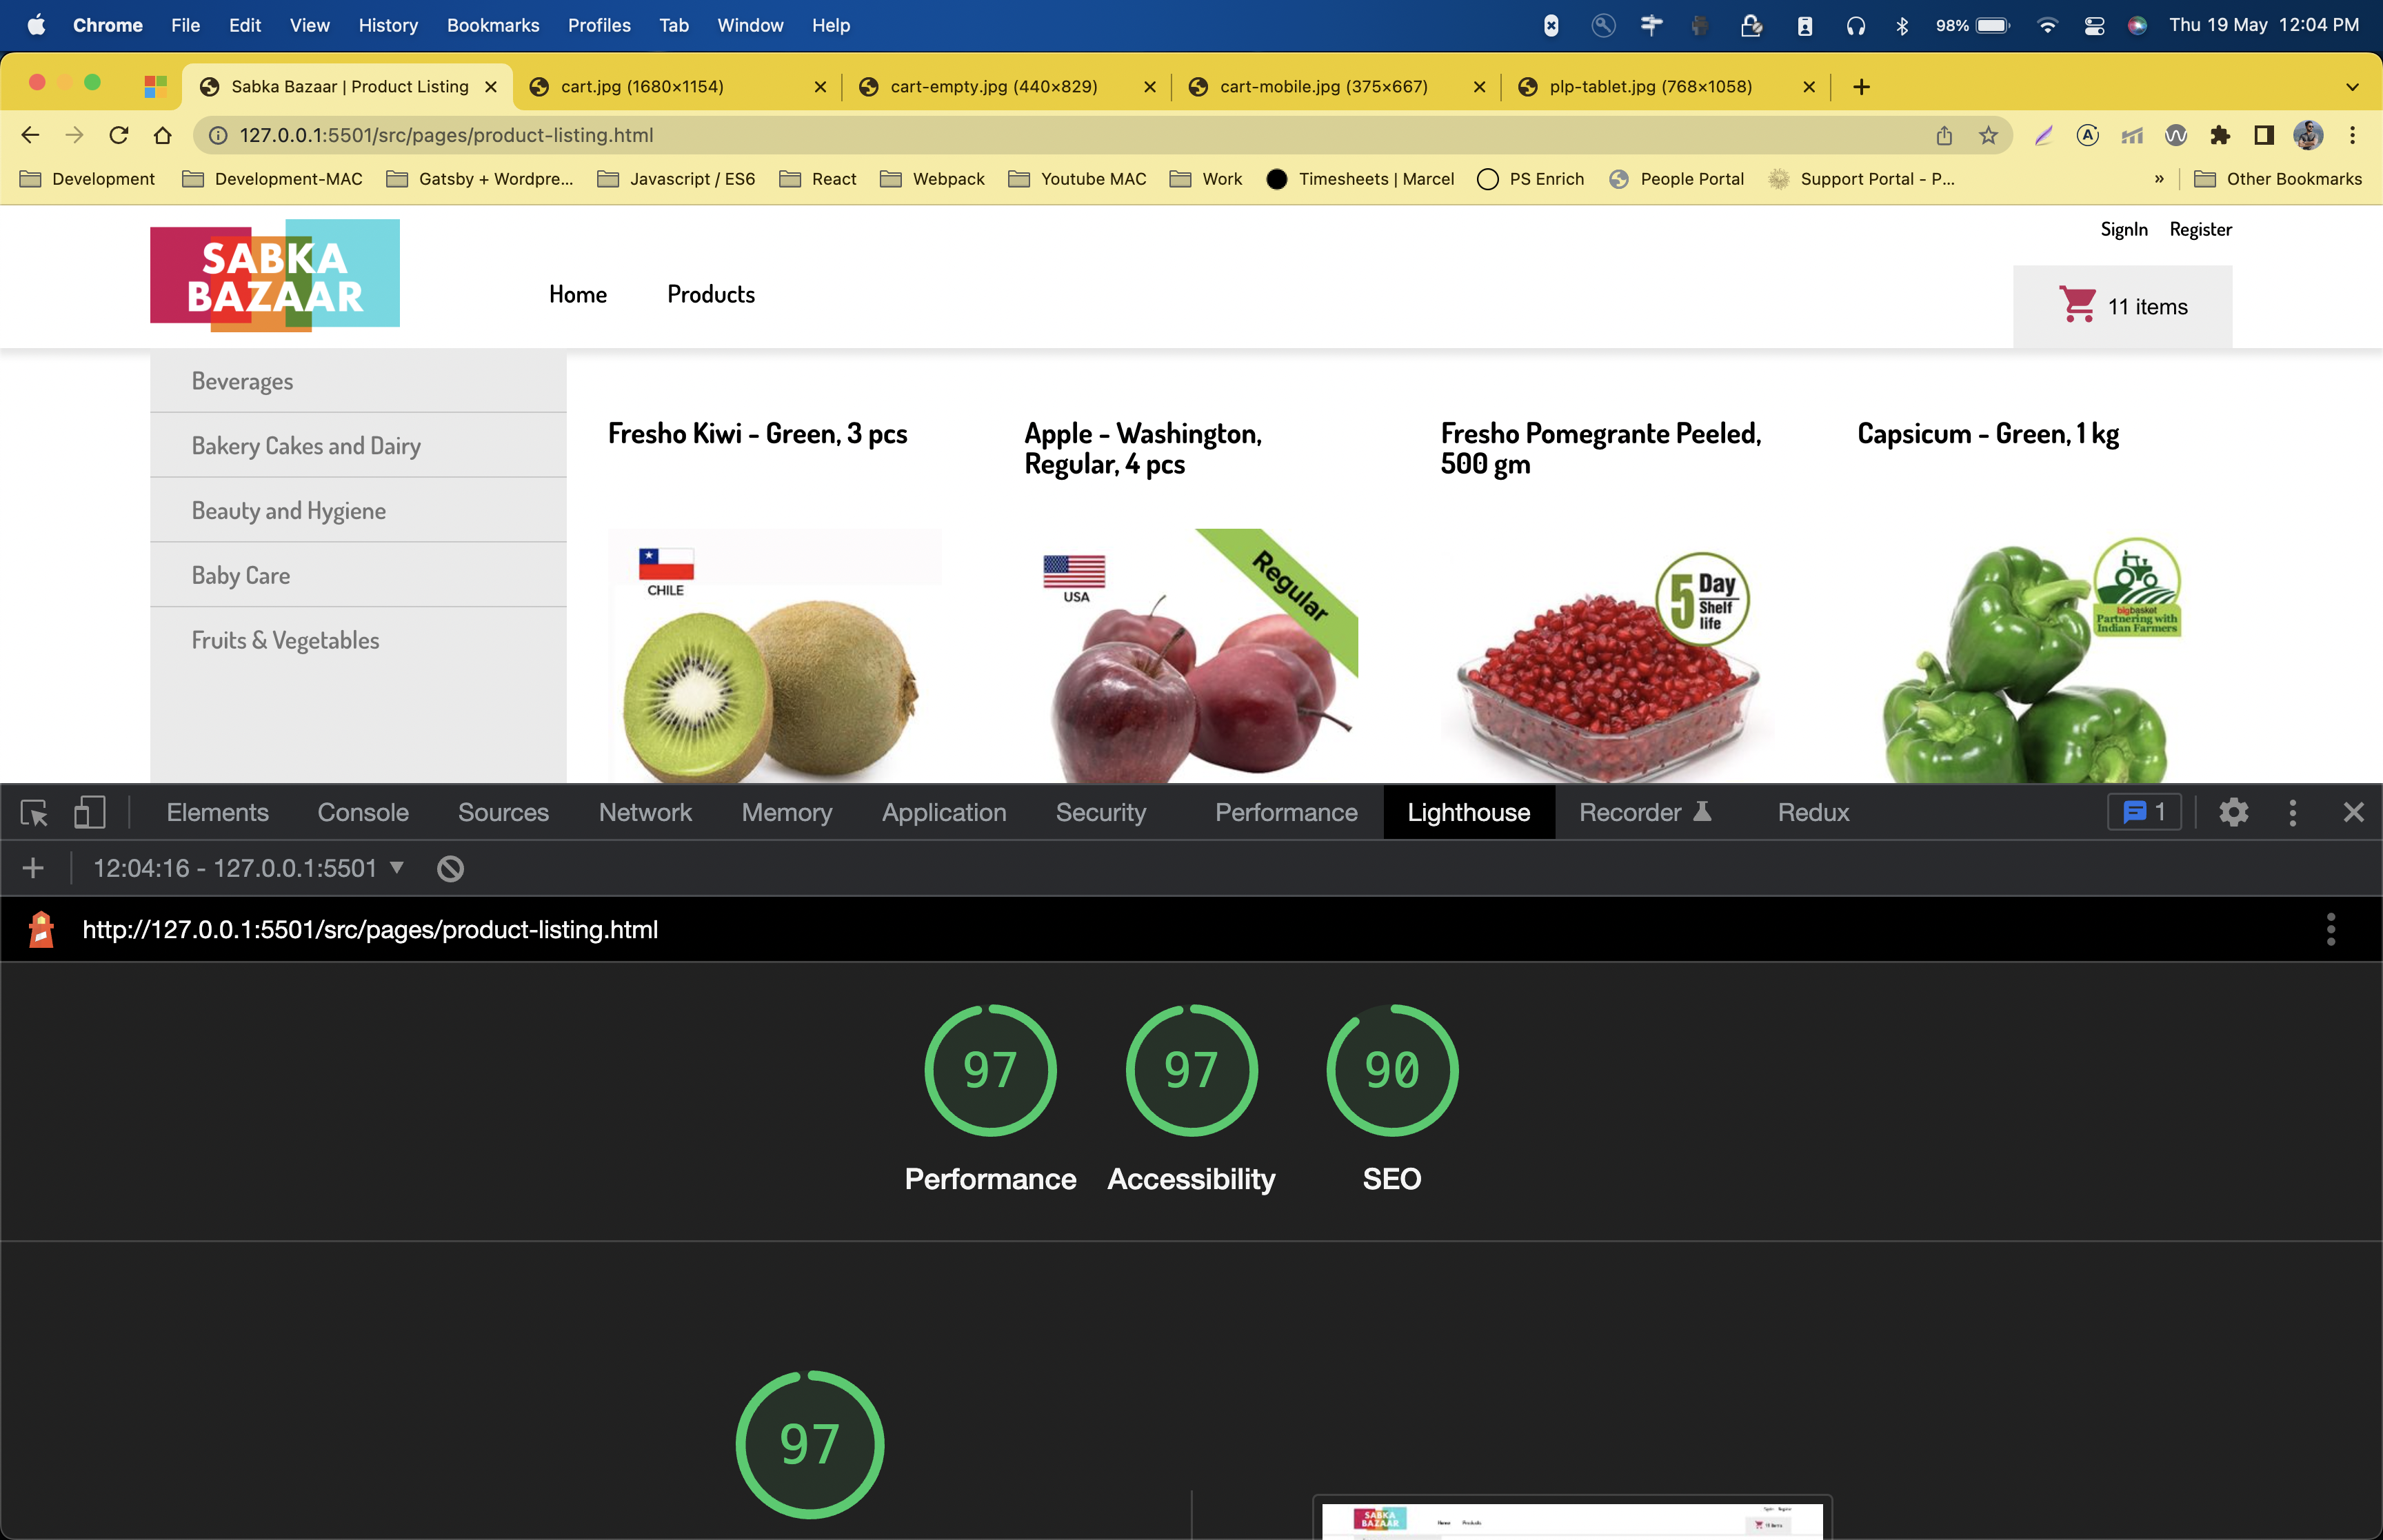 Chrome File Edit View History Bookmarks Profiles Tab Window Help 98% Thu 19 May 12:04 PM
Sabka Bazaar | Product Listing cart.jpg (1680×1154) cart-empty.jpg (440×829) cart-mobile.jpg (375×667) plp-tablet.jpg (768×1058)
127.0.0.1:5501/src/pages/product-listing.html
Development Development-MAC Gatsby + Wordpre... Javascript / ES6 React Webpack Youtube MAC Work Timesheets | Marcel PS Enrich People Portal Support Portal - P... » Other Bookmarks
SignIn Register
SABKA
BAZAAR
Home Products
11 items
Beverages
Bakery Cakes and Dairy
Beauty and Hygiene
Baby Care
Fruits & Vegetables
Fresho Kiwi - Green, 3 pcs
CHILE
Apple - Washington,
Regular, 4 pcs
USA
Regular
Fresho Pomegrante Peeled,
500 gm
5 Day
Shelf
life
Capsicum - Green, 1 kg
bigbasket
Partnering with
Indian Farmers
Elements Console Sources Network Memory Application Security Performance Lighthouse Recorder Redux 1
12:04:16 - 127.0.0.1:5501
http://127.0.0.1:5501/src/pages/product-listing.html
97 97 90
Performance Accessibility SEO
97
SABKA
BAZAAR
Home Products
11 items